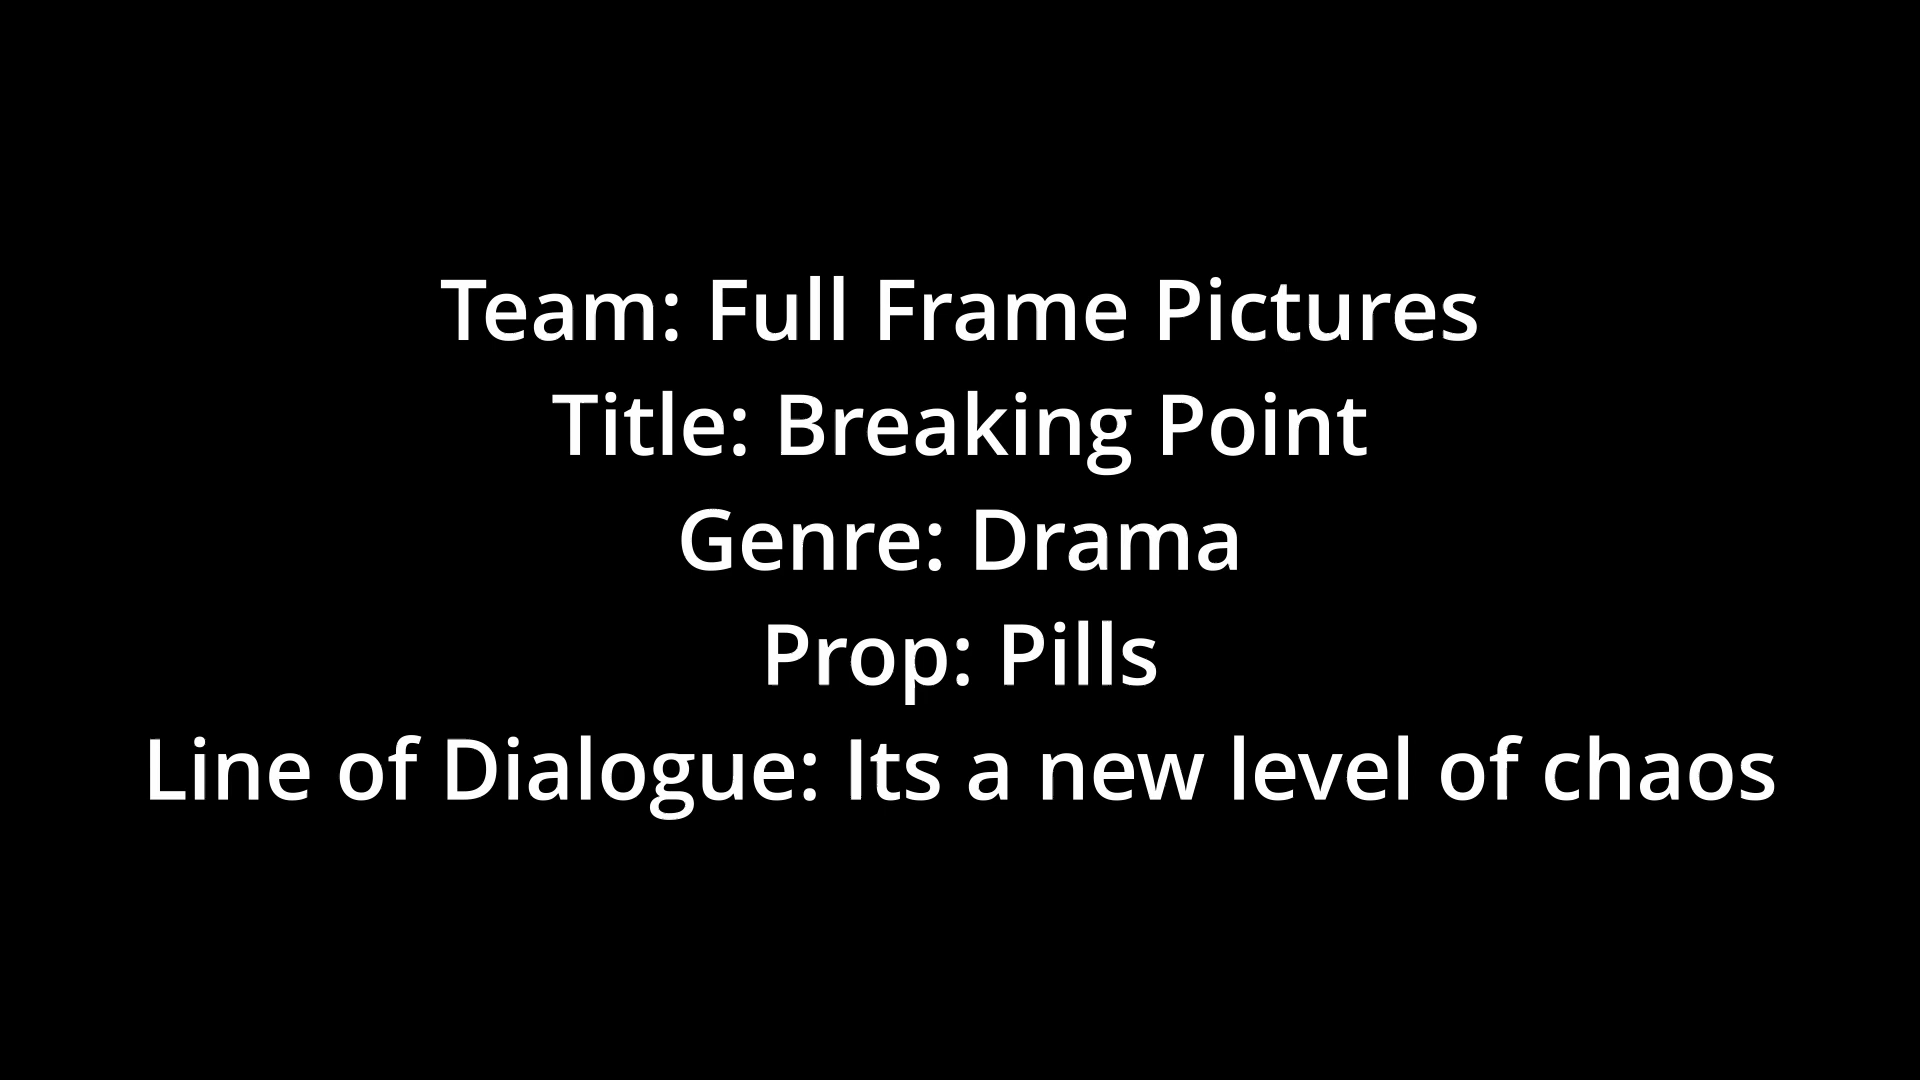 Team: Full Frame Pictures
Title: Breaking Point
Genre: Drama
Prop: Pills
Line of Dialogue: Its a new level of chaos